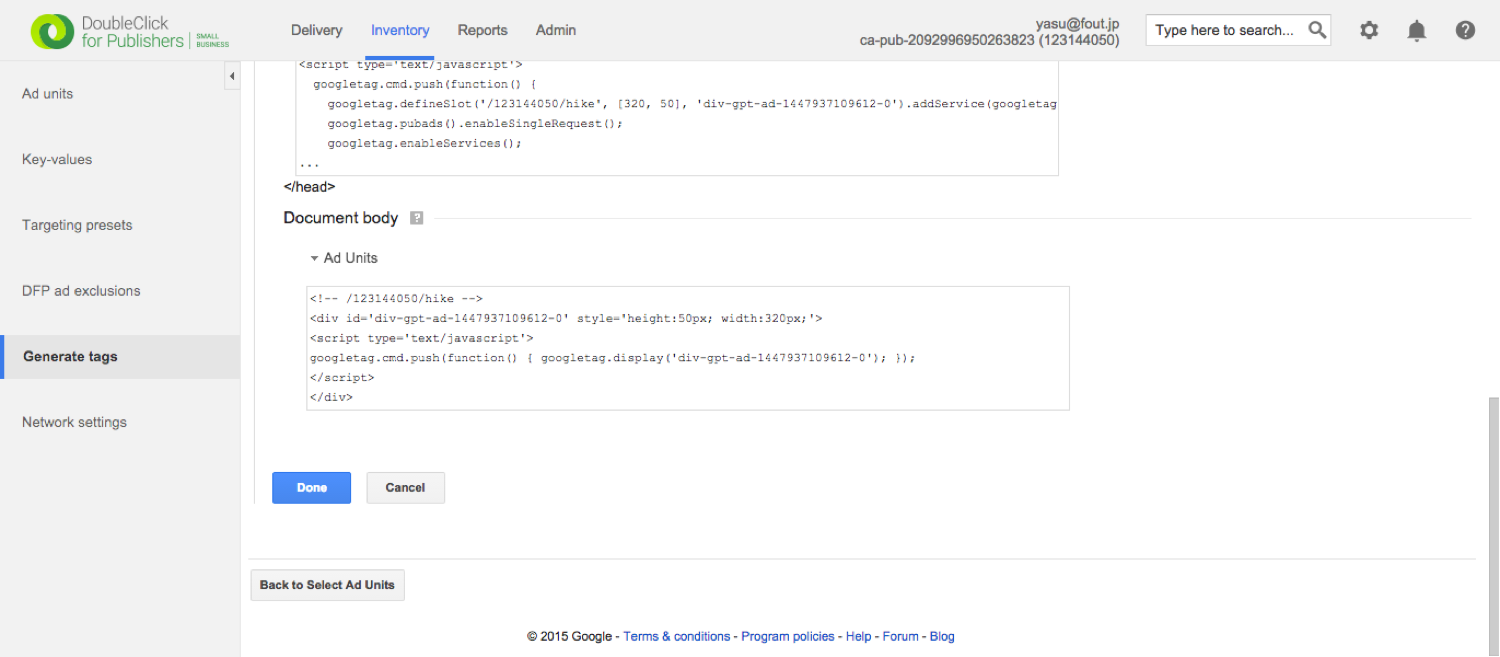 DoubleClick
for Publishers | SMALL BUSINESS
Delivery
Inventory
Reports
Admin
yasu@fout.jp
ca-pub-2092996950263823 (123144050)
Type here to search...
Ad units
Key-values
Targeting presets
DFP ad exclusions
Generate tags
Network settings
<script type='text/javascript'>
googletag.cmd.push(function() {
googletag.defineSlot('/123144050/hike', [320, 50], 'div-gpt-ad-1447937109612-0').addService(googletag
googletag.pubads().enableSingleRequest();
googletag.enableServices();
...
</head>
Document body ?
Ad Units
<!-- /123144050/hike -->
<div id='div-gpt-ad-1447937109612-0' style='height:50px; width:320px;'>
<script type='text/javascript'>
googletag.cmd.push(function() { googletag.display('div-gpt-ad-1447937109612-0'); });
</script>
</div>
Done
Cancel
Back to Select Ad Units
© 2015 Google - Terms & conditions - Program policies - Help - Forum - Blog